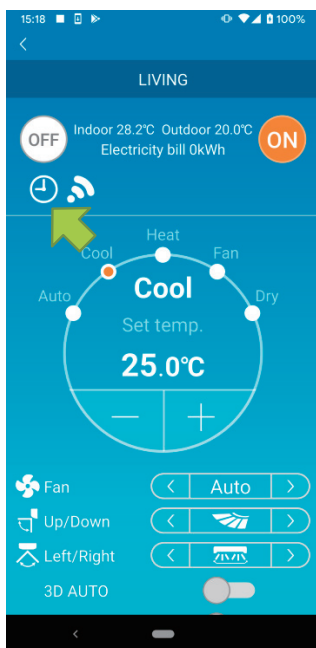 15:18 100%
LIVING
OFF Indoor 28.2℃ Outdoor 20.0℃ ON
Electricity bill 0kWh
Heat
Cool Fan
Auto Cool Dry
Set temp.
25.0℃
Fan Auto
Up/Down
Left/Right
3D AUTO